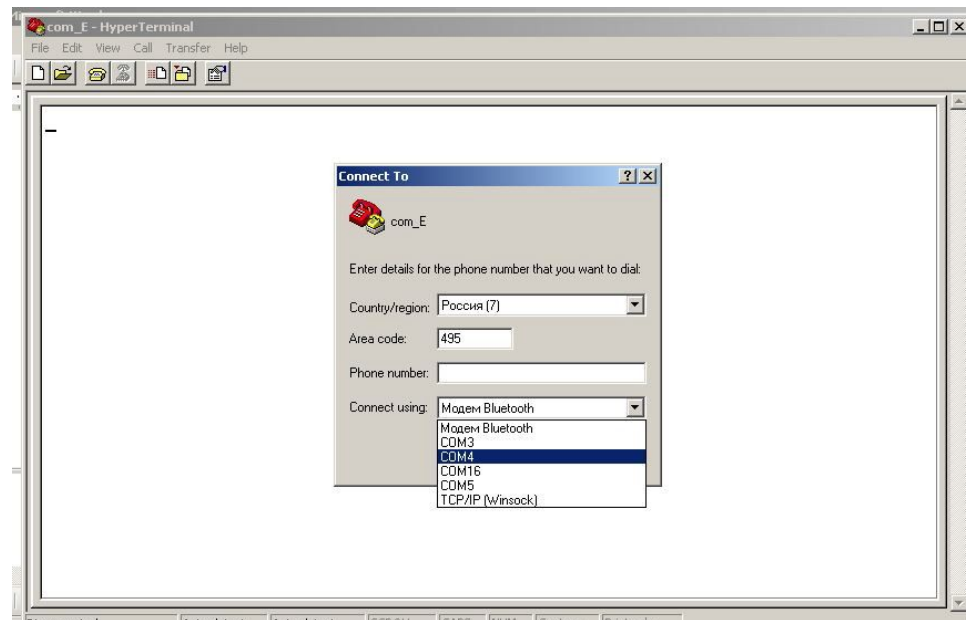 com_E - HyperTerminal
File Edit View Call Transfer Help
Connect To
com_E
Enter details for the phone number that you want to dial:
Country/region: Россия (7)
Area code: 495
Phone number:
Connect using: Модем Bluetooth
Модем Bluetooth
COM3
COM4
COM16
COM5
TCP/IP (Winsock)